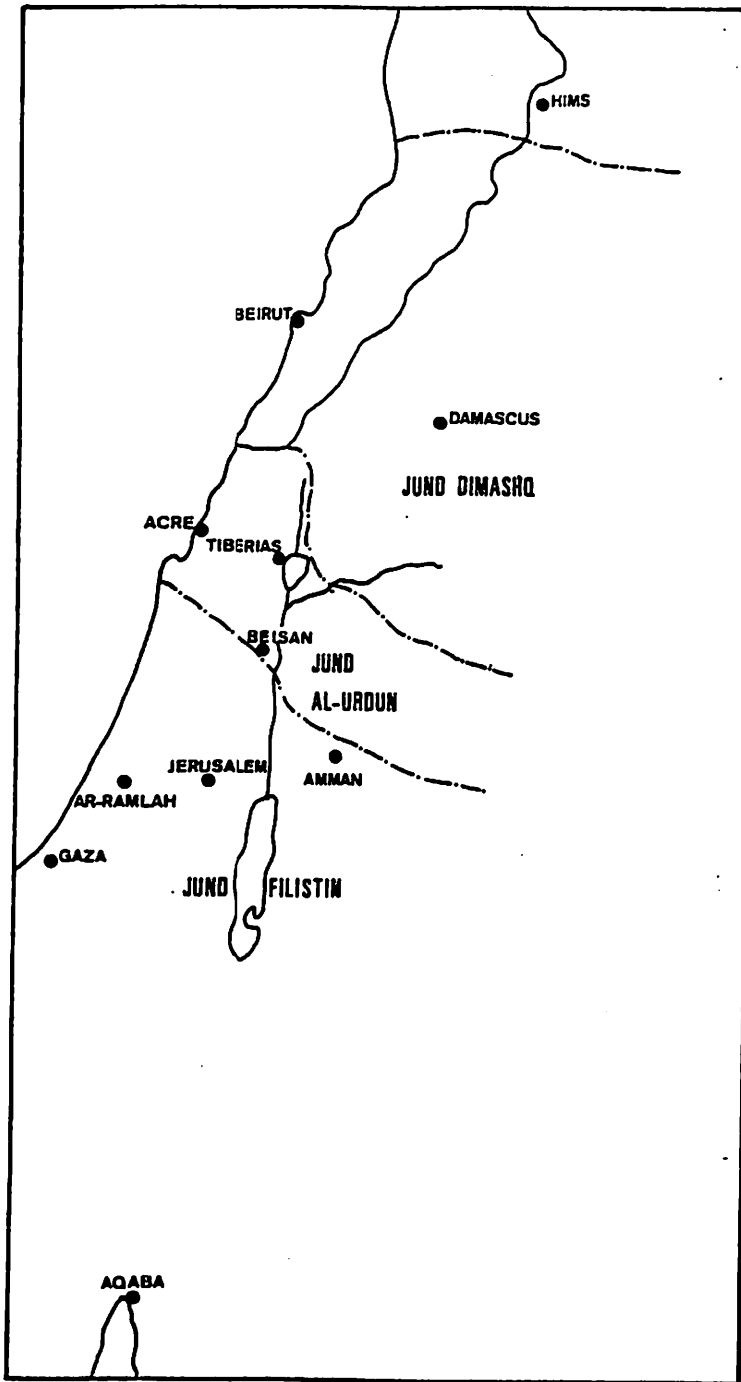 HIMS
BEIRUT
DAMASCUS
JUND DIMASHQ
ACRE
TIBERIAS
BEISAN
JUND
AL-URDUN
JERUSALEM
AMMAN
AR-RAMLAH
GAZA
JUND FILISTIN
AQABA